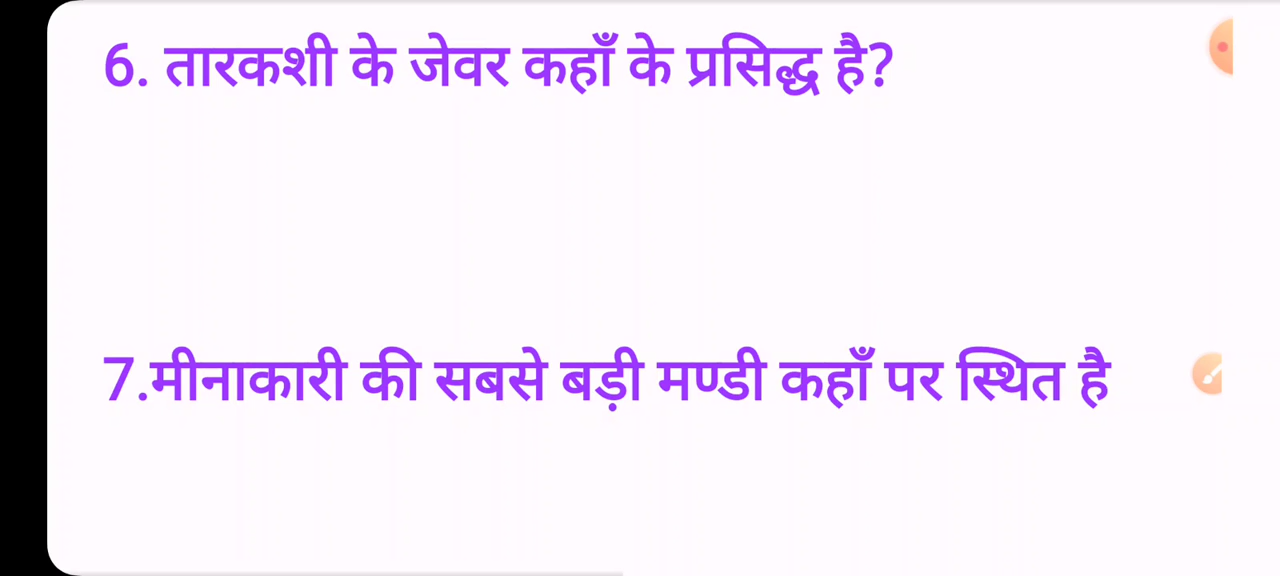 6. तारकशी के जेवर कहाँ के प्रसिद्ध है?
7.मीनाकारी की सबसे बड़ी मण्डी कहाँ पर स्थित है